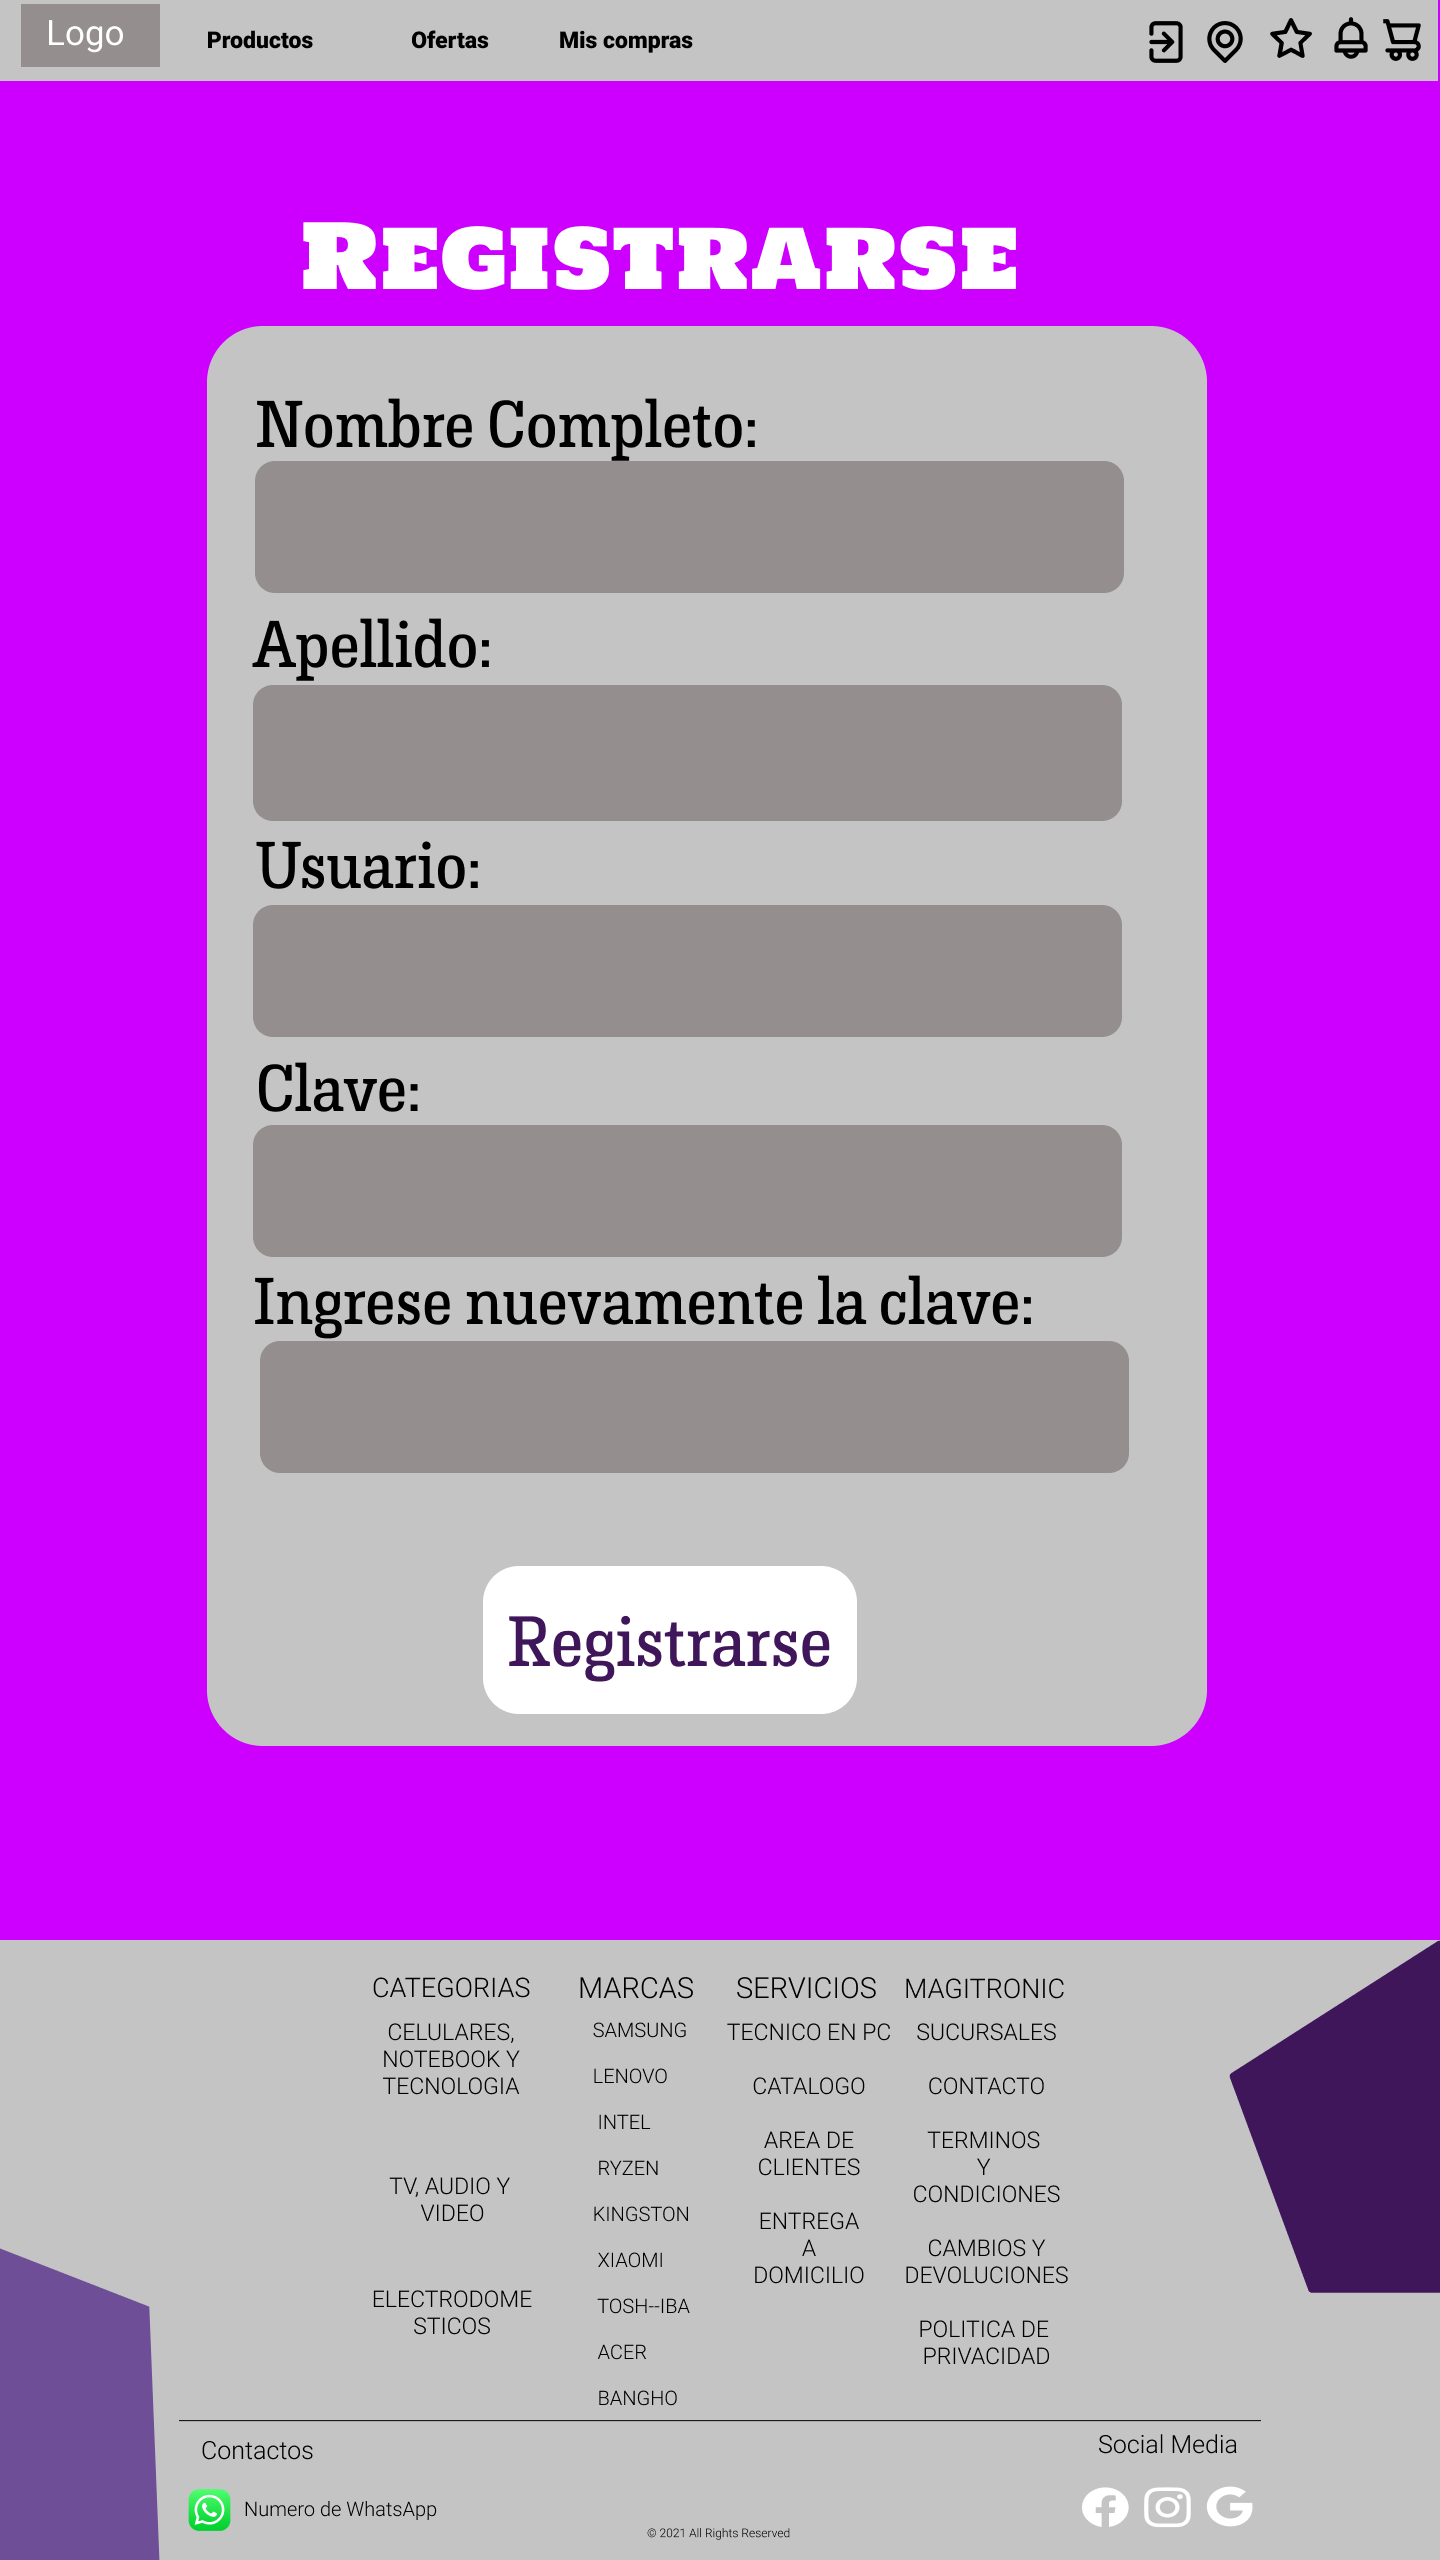 Logo
Productos
Ofertas
Mis compras
Registrarse
Nombre Completo:
Apellido:
Usuario:
Clave:
Ingrese nuevamente la clave:
Registrarse
CATEGORIAS
CELULARES,
NOTEBOOK Y
TECNOLOGIA
TV, AUDIO Y
VIDEO
ELECTRODOME
STICOS
MARCAS
SAMSUNG
LENOVO
INTEL
RYZEN
KINGSTON
XIAOMI
TOSH--IBA
ACER
BANGHO
SERVICIOS
TECNICO EN PC
CATALOGO
AREA DE
CLIENTES
ENTREGA
A
DOMICILIO
MAGITRONIC
SUCURSALES
CONTACTO
TERMINOS
Y
CONDICIONES
CAMBIOS Y
DEVOLUCIONES
POLITICA DE
PRIVACIDAD
Contactos
Numero de WhatsApp
© 2021 All Rights Reserved
Social Media